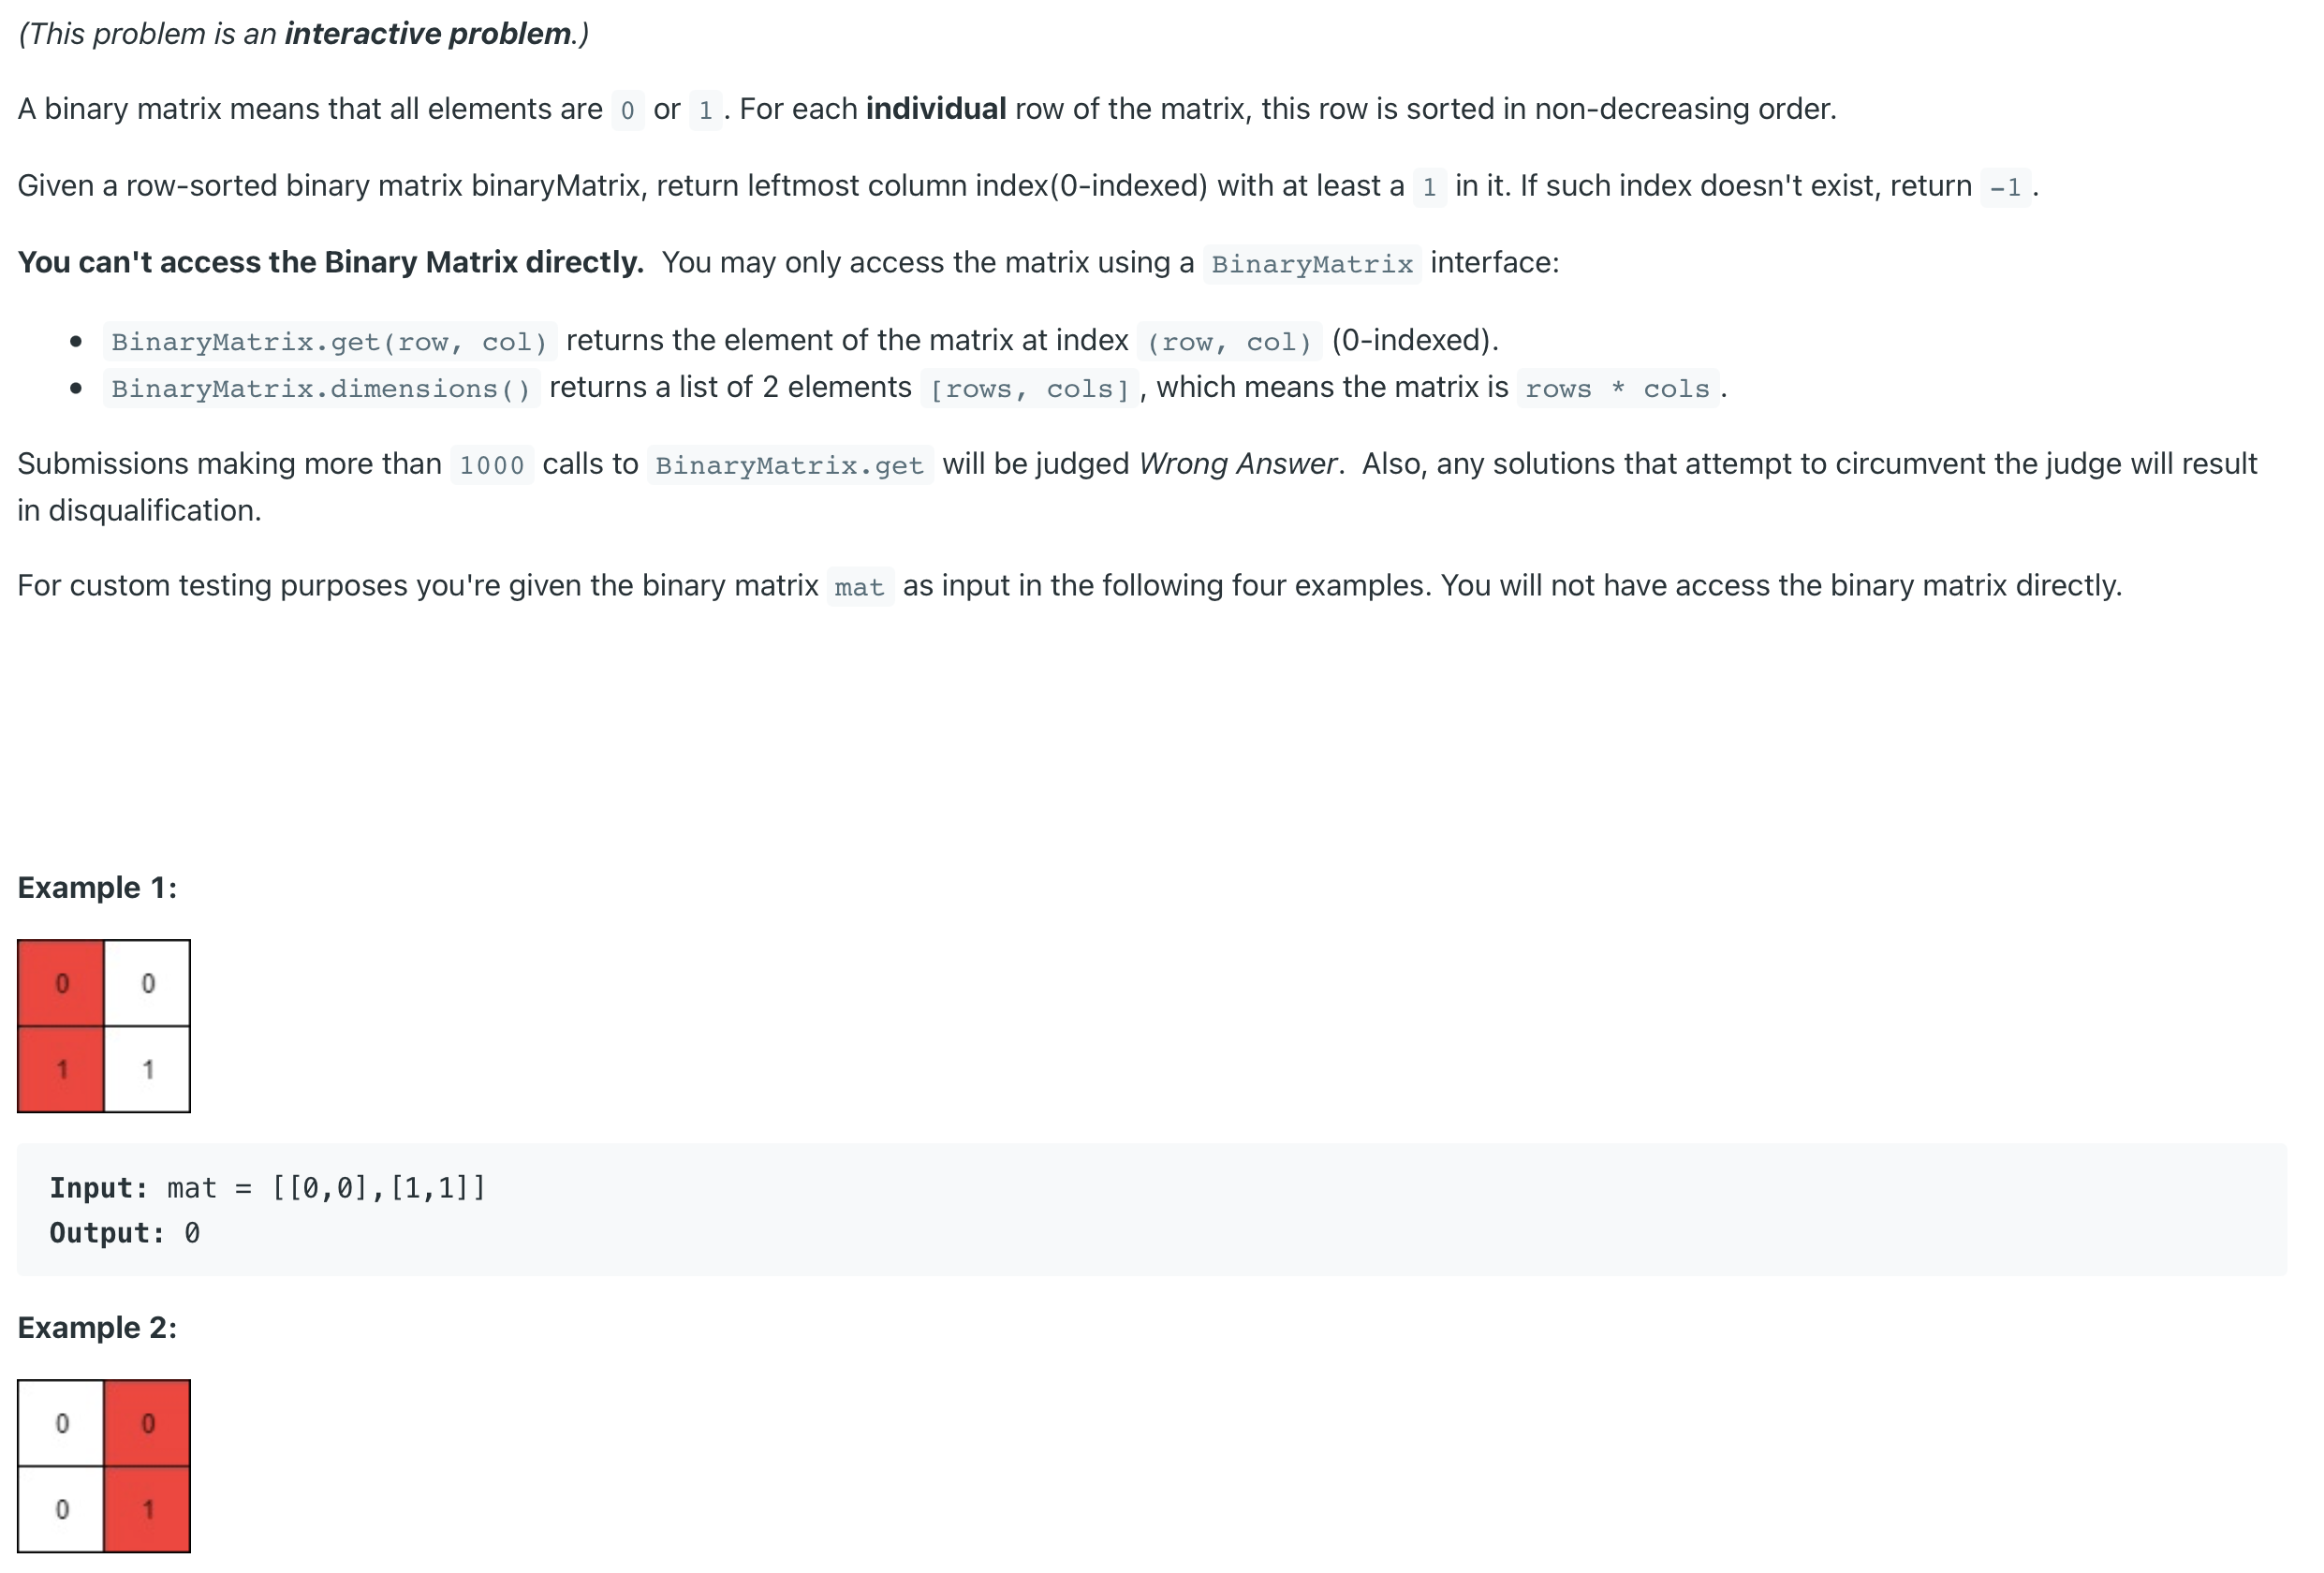 (This problem is an interactive problem.)
A binary matrix means that all elements are 0 or 1. For each individual row of the matrix, this row is sorted in non-decreasing order.
Given a row-sorted binary matrix binaryMatrix, return leftmost column index(0-indexed) with at least a 1 in it. If such index doesn't exist, return -1.
You can't access the Binary Matrix directly. You may only access the matrix using a BinaryMatrix interface:
• BinaryMatrix.get(row, col) returns the element of the matrix at index (row, col) (0-indexed).
• BinaryMatrix.dimensions() returns a list of 2 elements [rows, cols], which means the matrix is rows * cols.
Submissions making more than 1000 calls to BinaryMatrix.get will be judged Wrong Answer. Also, any solutions that attempt to circumvent the judge will result
in disqualification.
For custom testing purposes you're given the binary matrix mat as input in the following four examples. You will not have access the binary matrix directly.
Example 1:
0 0
1 1
Input: mat = [[0,0],[1,1]]
Output: 0
Example 2:
0 0
0 1